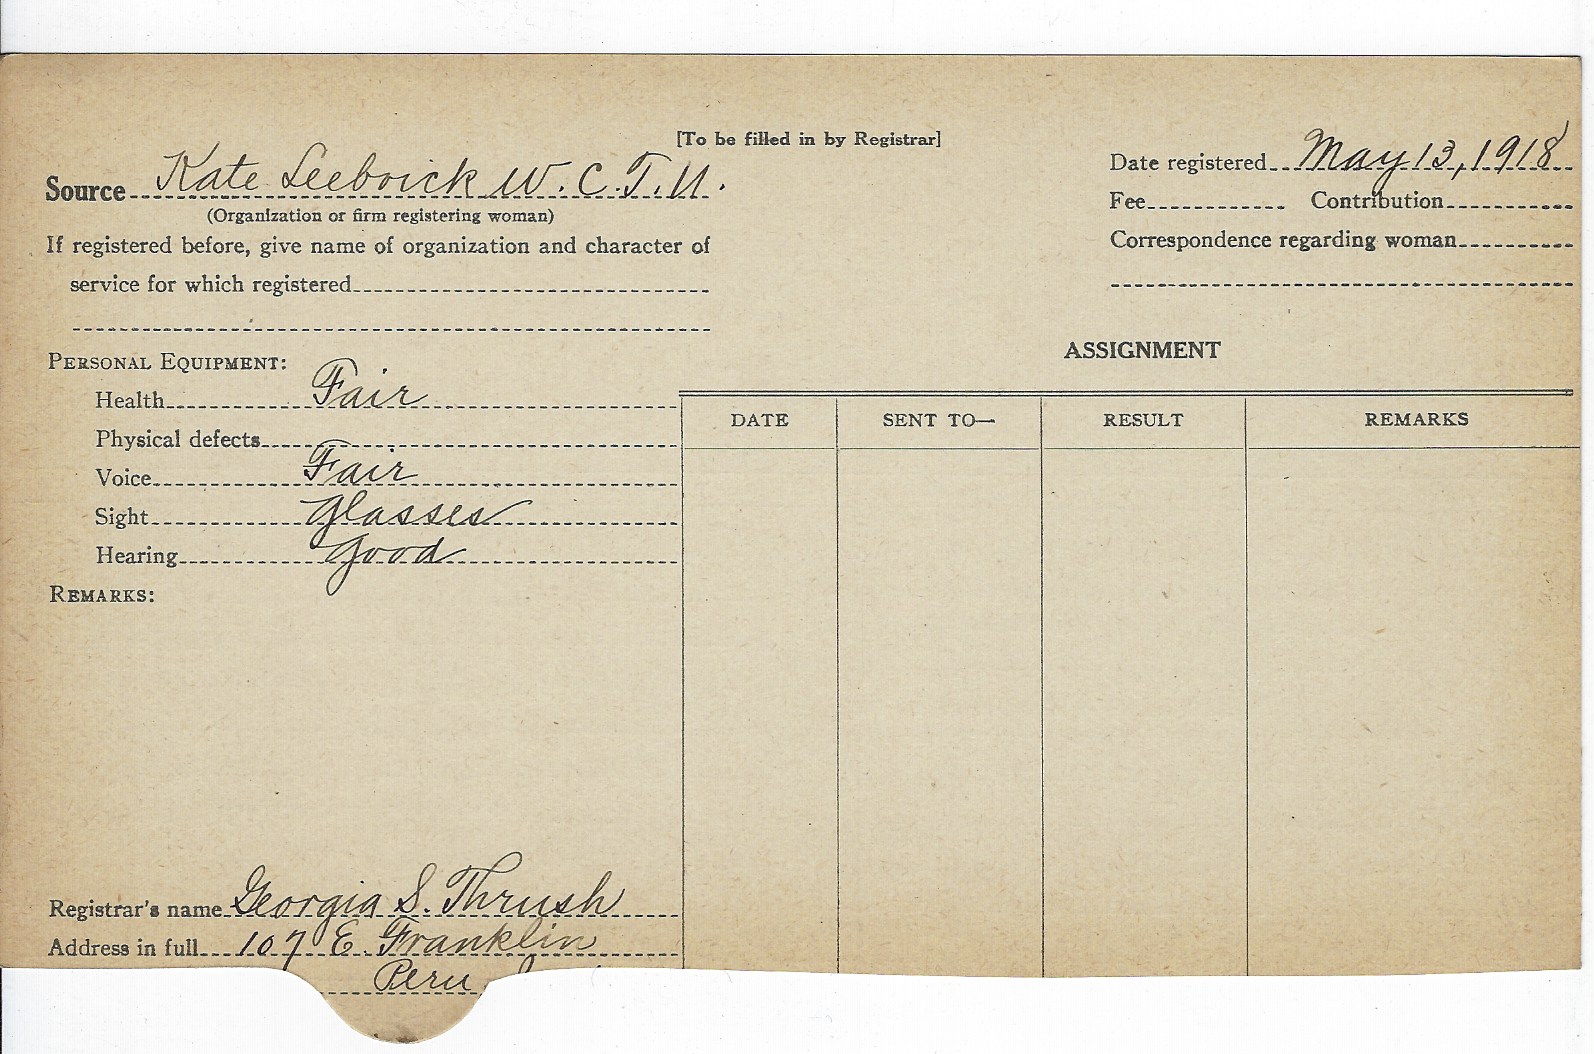 [To be filled in by Registrar]
Source Kate Seeboick W.C.T.U.
(Organization or firm registering woman)
If registered before, give name of organization and character of
service for which registered
Date registered May 13, 1918
Fee Contribution
Correspondence regarding woman
PERSONAL EQUIPMENT:
Health Fair
Physical defects
Voice Fair
Sight Glasses
Hearing Good
REMARKS:
Registrar's name Georgia S. Thrush
Address in full 107 E. Franklin
Peru
ASSIGNMENT
DATE SENT TO— RESULT REMARKS